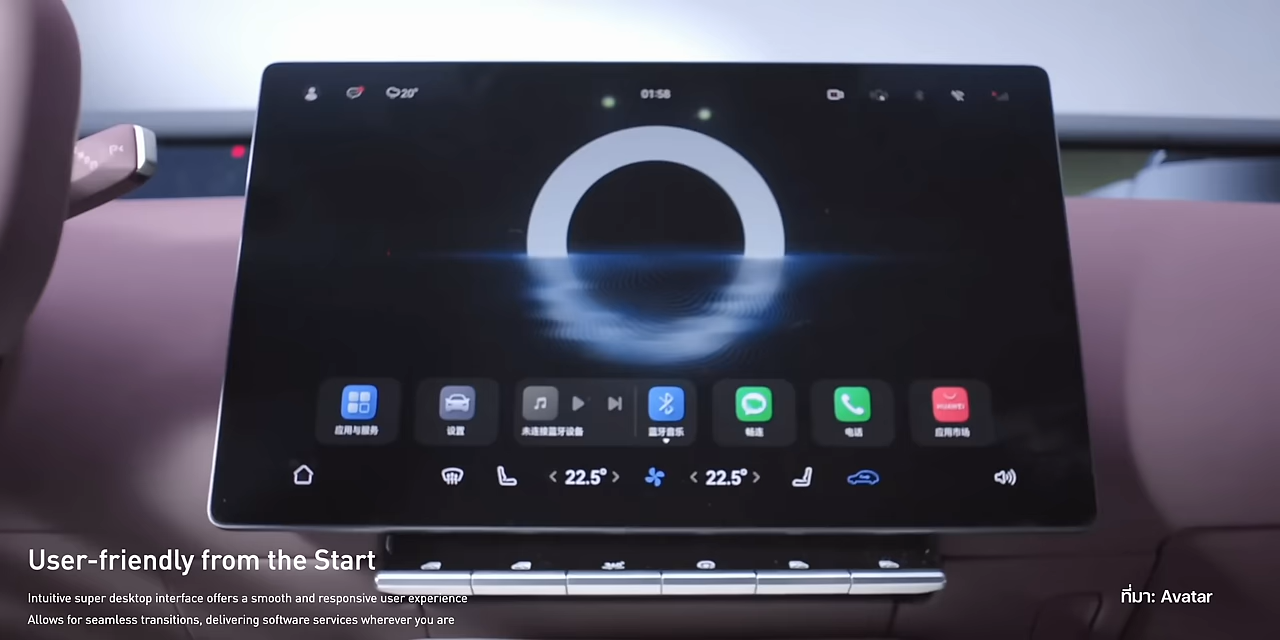 20°
01:58
应用与服务
设置
未连接蓝牙设备
蓝牙音乐
畅连
电话
HUAWEI
应用市场
22.5°
22.5°
User-friendly from the Start
Intuitive super desktop interface offers a smooth and responsive user experience
Allows for seamless transitions, delivering software services wherever you are
ที่มา: Avatar